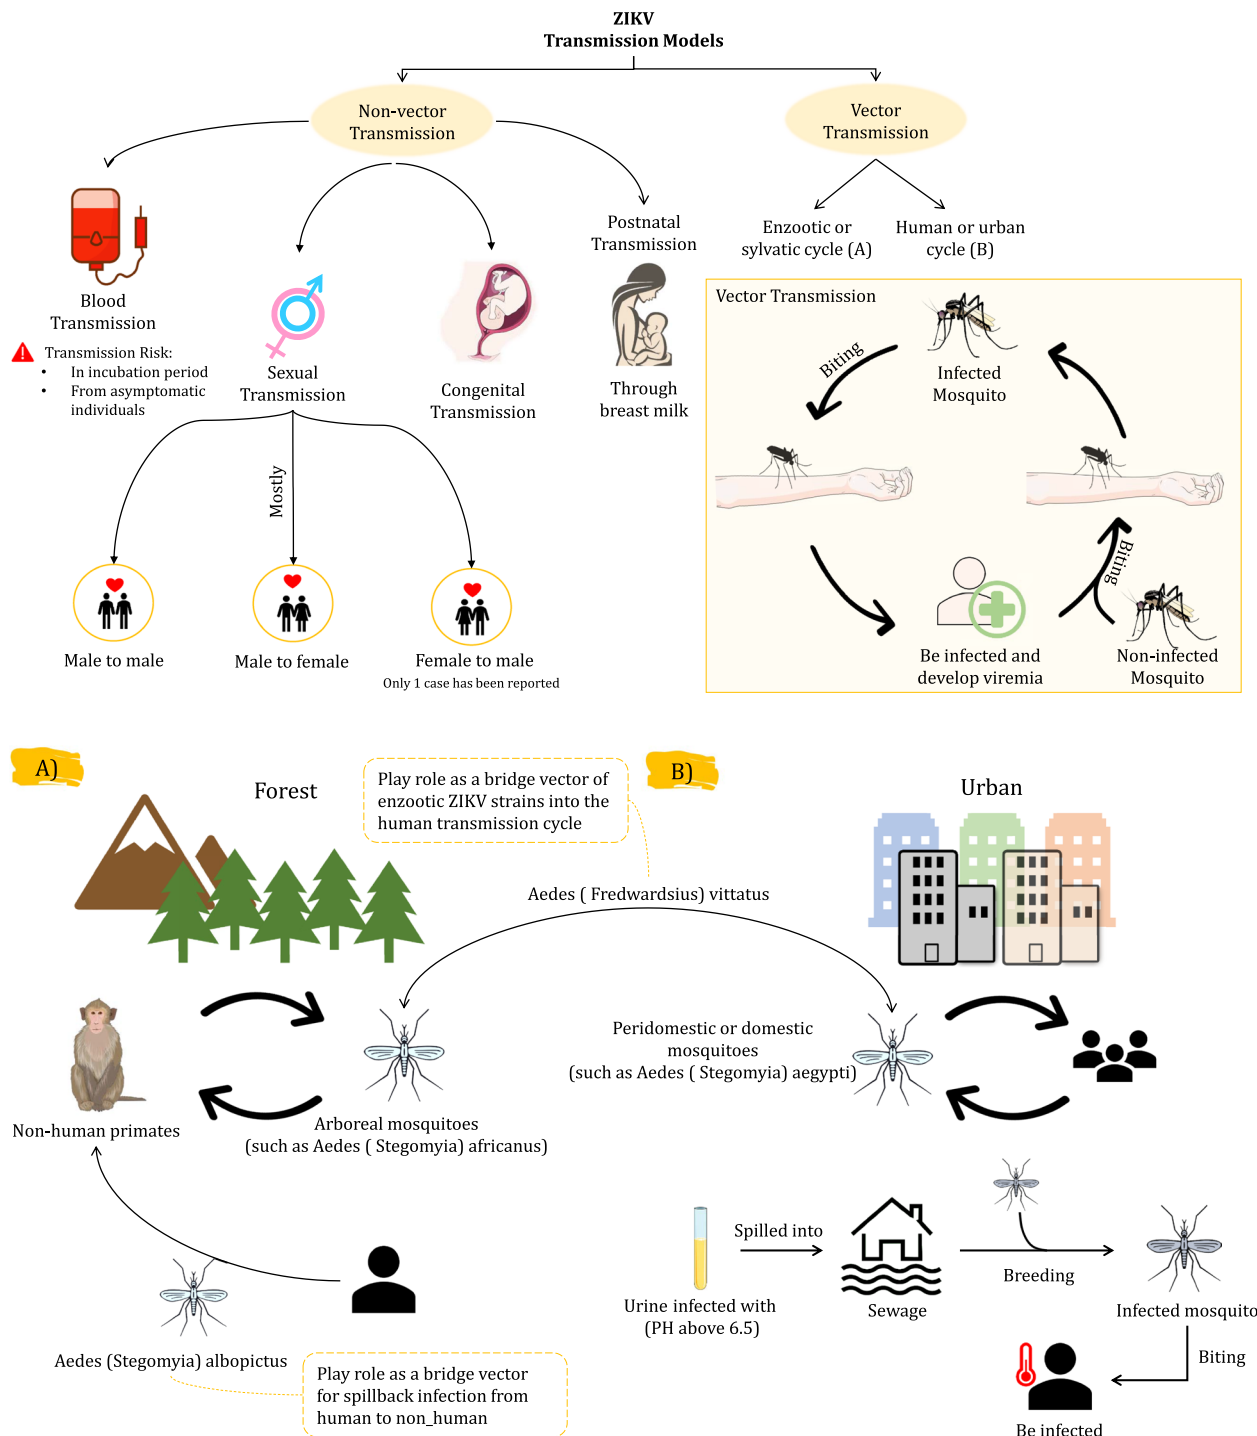 ZIKV
Transmission Models
Non-vector
Transmission
Vector
Transmission
Blood
Transmission
Transmission Risk:
• In incubation period
• From asymptomatic
individuals
Sexual
Transmission
Congenital
Transmission
Postnatal
Transmission
Through
breast milk
Enzootic or
sylvatic cycle (A)
Human or urban
cycle (B)
Mostly
Male to male
Male to female
Female to male
Only 1 case has been reported
Vector Transmission
Infected
Mosquito
Biting
Be infected and
develop viremia
Biting
Non-infected
Mosquito
A)
Forest
Play role as a bridge vector of
enzootic ZIKV strains into the
human transmission cycle
B)
Urban
Aedes ( Fredwardsius) vittatus
Non-human primates
Arboreal mosquitoes
(such as Aedes ( Stegomyia) africanus)
Peridomestic or domestic
mosquitoes
(such as Aedes ( Stegomyia) aegypti)
Aedes (Stegomyia) albopictus
Play role as a bridge vector
for spillback infection from
human to non_human
Urine infected with
(PH above 6.5)
Spilled into
Sewage
Breeding
Infected mosquito
Biting
Be infected